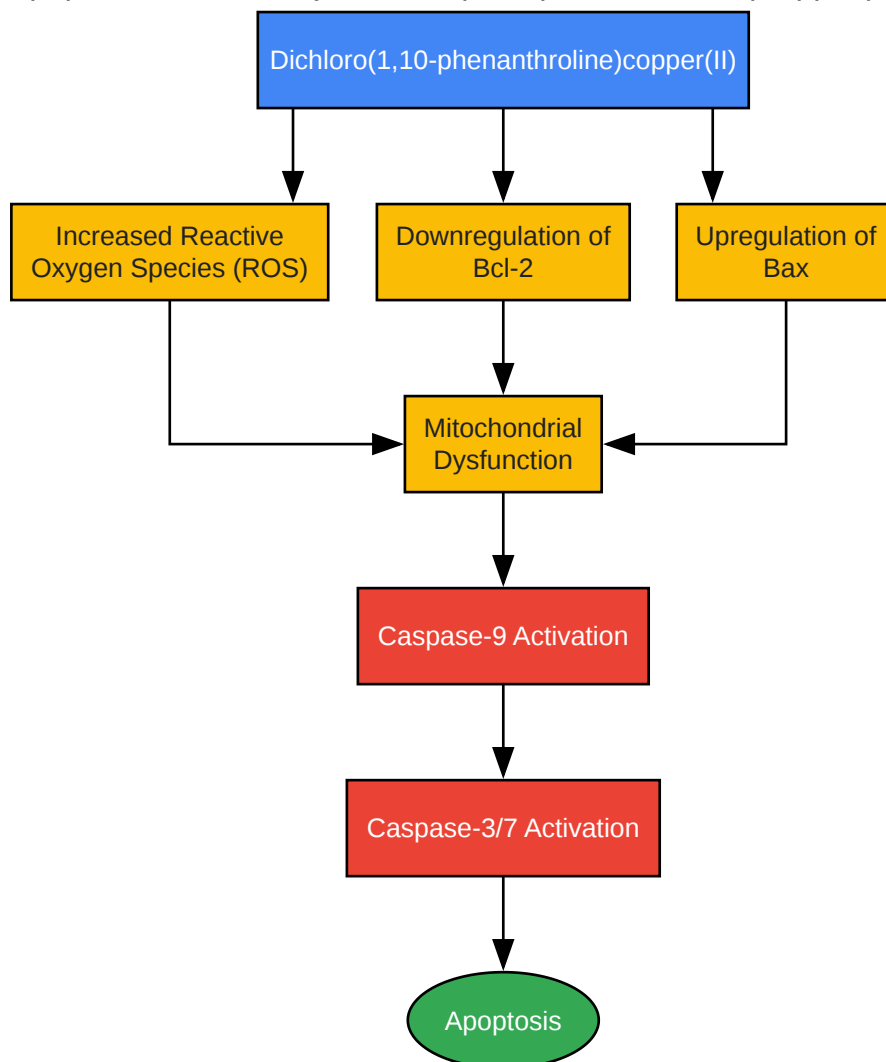 Dichloro(1,10-phenanthroline)copper(II)
Increased Reactive
Oxygen Species (ROS)
Downregulation of
Bcl-2
Upregulation of
Bax
Mitochondrial
Dysfunction
Caspase-9 Activation
Caspase-3/7 Activation
Apoptosis